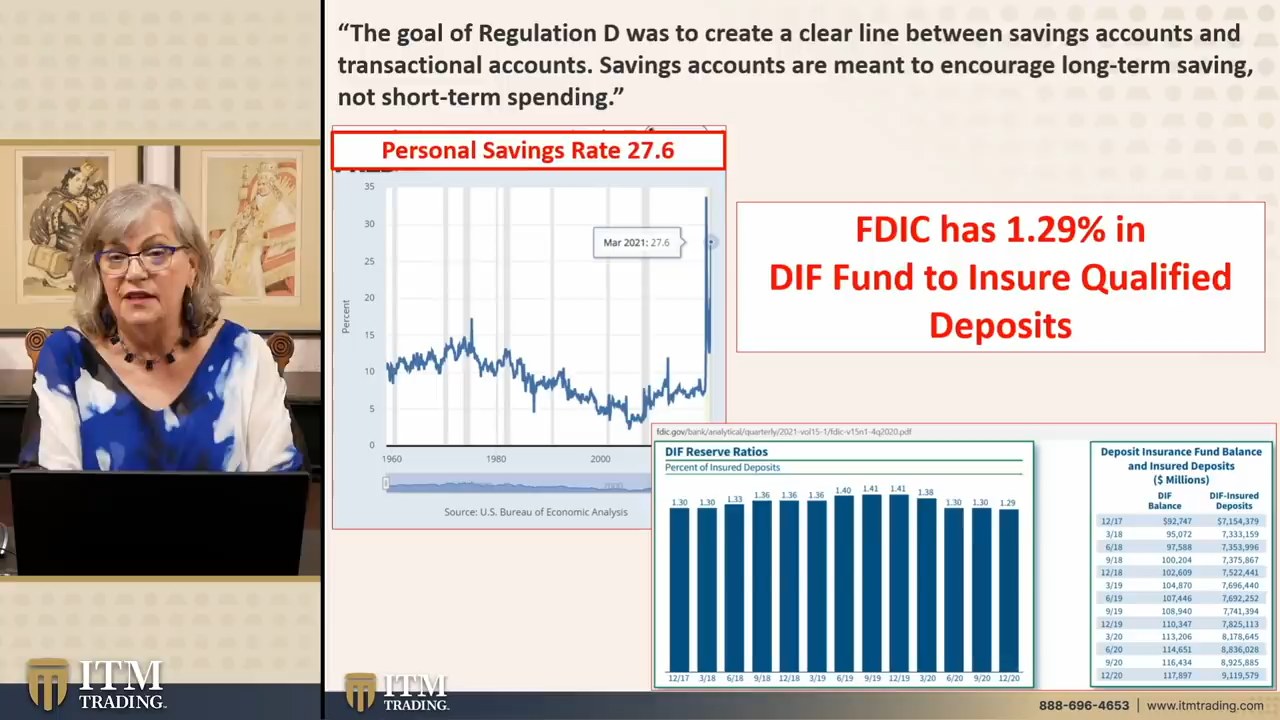 “The goal of Regulation D was to create a clear line between savings accounts and
transactional accounts. Savings accounts are meant to encourage long-term saving,
not short-term spending.”
Personal Savings Rate 27.6
35
30
25
20
15
10
5
0
Percent
Mar 2021: 27.6
1960
1980
2000
Source: U.S. Bureau of Economic Analysis
FDIC has 1.29% in
DIF Fund to Insure Qualified
Deposits
fdic.gov/bank/analytical/quarterly/2021-vol15-1/fdic-v15n1-4q2020.pdf
DIF Reserve Ratios
Percent of Insured Deposits
1.30 1.30 1.33 1.36 1.36 1.36 1.40 1.41 1.41 1.38 1.30 1.30 1.29
12/17 3/18 6/18 9/18 12/18 3/19 6/19 9/19 12/19 3/20 6/20 9/20 12/20
Deposit Insurance Fund Balance
and Insured Deposits
($ Millions)
DIF DIF-Insured
Balance Deposits
12/17 $92,747 $7,154,379
3/18 95,072 7,333,159
6/18 97,588 7,353,996
9/18 100,204 7,375,867
12/18 102,609 7,522,441
3/19 104,870 7,696,440
6/19 107,446 7,692,252
9/19 108,940 7,741,394
12/19 110,347 7,825,113
3/20 113,206 8,178,645
6/20 114,651 8,836,028
9/20 116,434 8,925,885
12/20 117,897 9,119,579
ITM
TRADING.
ITM
TRADING.
888-696-4653 | www.itmtrading.com